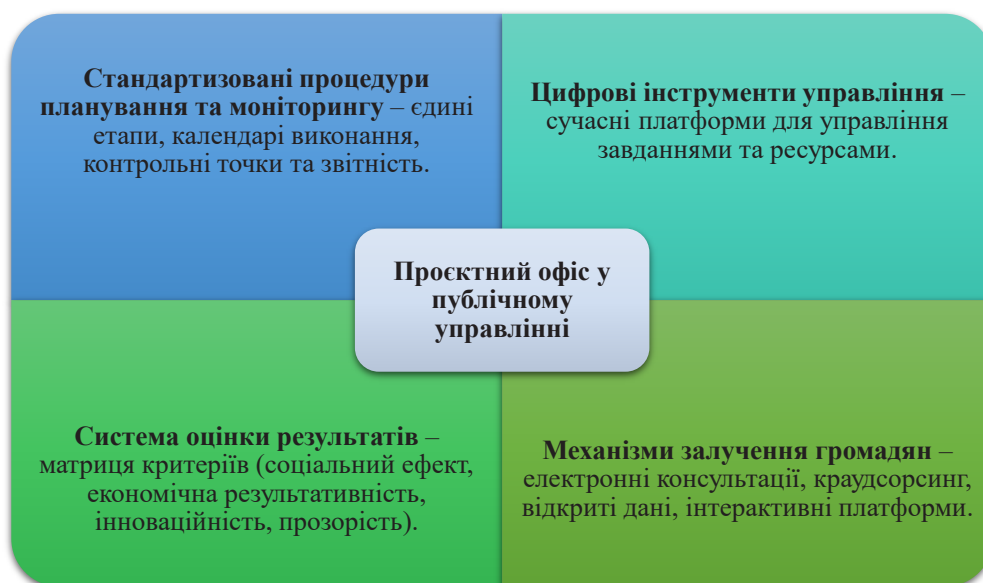 Стандартизовані процедури
планування та моніторингу – єдині
етапи, календарі виконання,
контрольні точки та звітність.
Цифрові інструменти управління –
сучасні платформи для управління
завданнями та ресурсами.
Проєктний офіс у
публічному
управлінні
Система оцінки результатів –
матриця критеріїв (соціальний ефект,
економічна результативність,
інноваційність, прозорість).
Механізми залучення громадян –
електронні консультації, краудсорсинг,
відкриті дані, інтерактивні платформи.